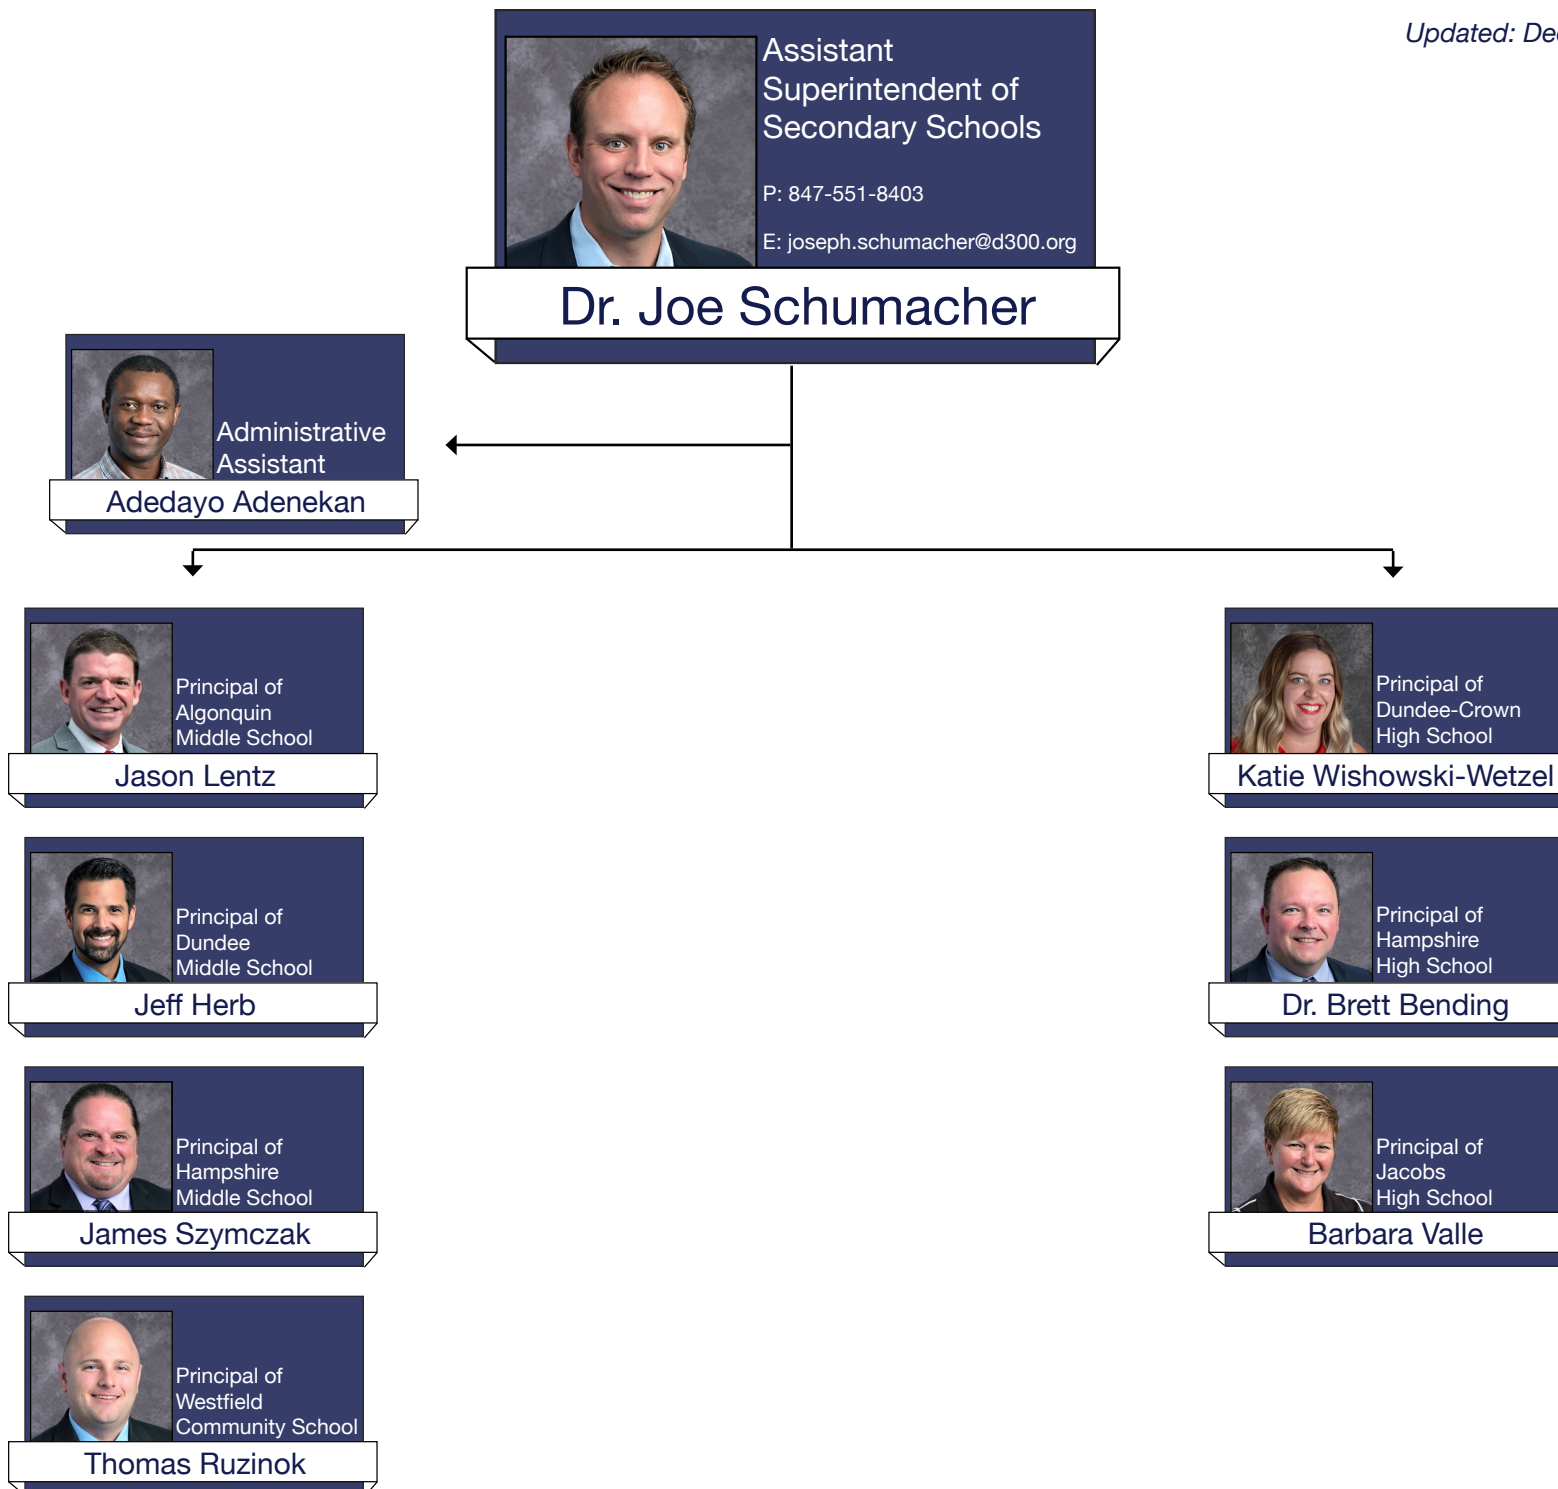 Updated:
Assistant
Superintendent of
Secondary Schools
P: 847-551-8403
E: joseph.schumacher@d300.org
Dr. Joe Schumacher
Administrative
Assistant
Adedayo Adenekan
Principal of
Algonquin
Middle School
Jason Lentz
Principal of
Dundee
Middle School
Jeff Herb
Principal of
Hampshire
Middle School
James Szymczak
Principal of
Westfield
Community School
Thomas Ruzinok
Principal of
Dundee-Crown
High School
Katie Wishowski-Wetzel
Principal of
Hampshire
High School
Dr. Brett Bending
Principal of
Jacobs
High School
Barbara Valle